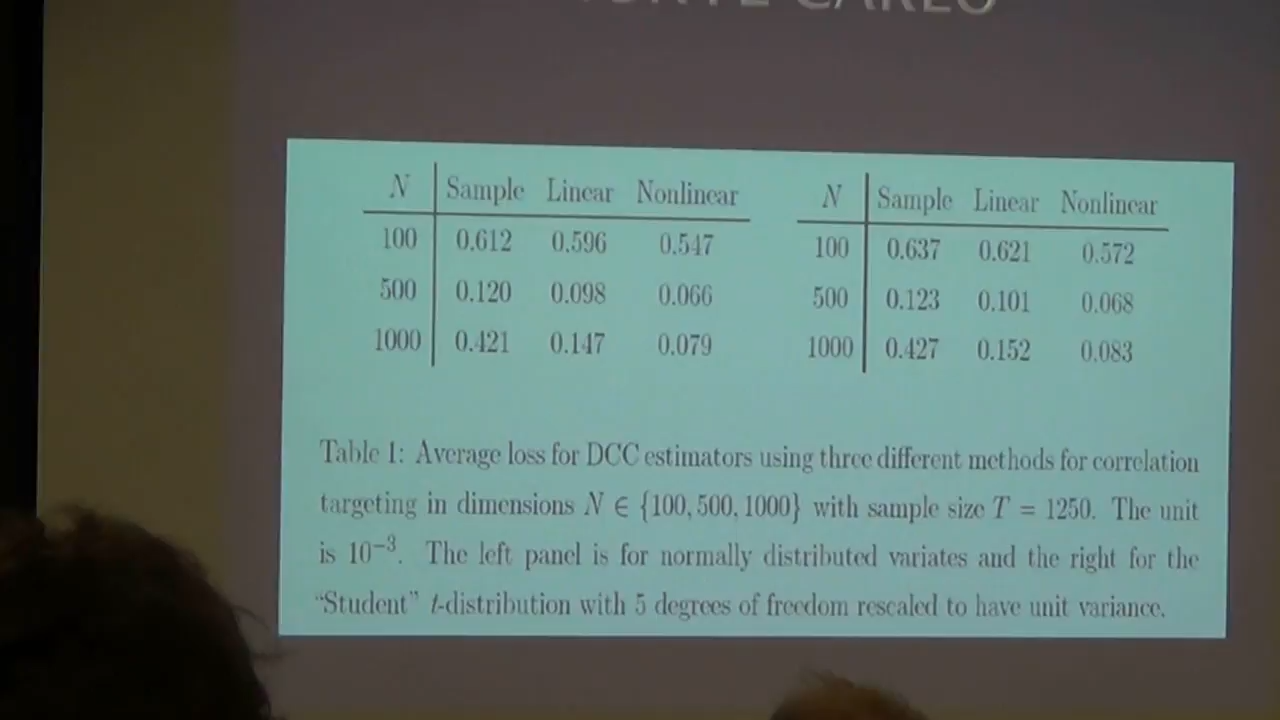 CARLO
N Sample Linear Nonlinear
100 0.612 0.596 0.547
500 0.120 0.098 0.066
1000 0.421 0.147 0.079
N Sample Linear Nonlinear
100 0.637 0.621 0.572
500 0.123 0.101 0.068
1000 0.427 0.152 0.083
Table 1: Average loss for DCC estimators using three different methods for correlation
targeting in dimensions N ∈ {100, 500, 1000} with sample size T = 1250. The unit
is 10⁻³. The left panel is for normally distributed variates and the right for the
“Student” t-distribution with 5 degrees of freedom rescaled to have unit variance.